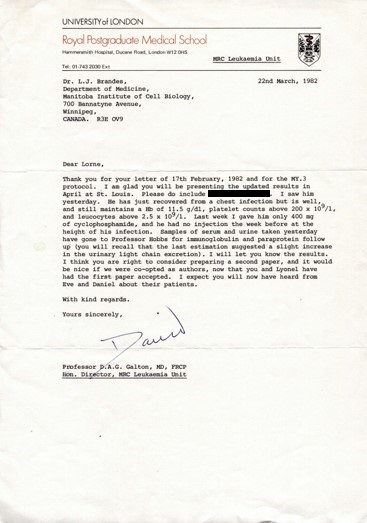 UNIVERSITY of LONDON
Royal Postgraduate Medical School
Hammersmith Hospital, Ducane Road, London W12 0HS
MRC Leukaemia Unit
Tel: 01-743 2030 Ext
Dr. L.J. Brandes, 22nd March, 1982
Department of Medicine,
Manitoba Institute of Cell Biology,
700 Bannatyne Avenue,
Winnipeg,
CANADA. R3E OV9
Dear Lorne,
Thank you for your letter of 17th February, 1982 and for the MY.3
protocol. I am glad you will be presenting the updated results in
April at St. Louis. Please do include . I saw him
yesterday. He has just recovered from a chest infection but is well,
and still maintains a Hb of 11.5 g/dl, platelet counts above 200 x 10⁹/l,
and leucocytes above 2.5 x 10⁹/l. Last week I gave him only 400 mg
of cyclophosphamide, and he had no injection the week before at the
height of his infection. Samples of serum and urine taken yesterday
have gone to Professor Hobbs for immunoglobulin and paraprotein follow
up (you will recall that the last estimation suggested a slight increase
in the urinary light chain excretion). I will let you know the results.
I think you are right to consider preparing a second paper, and it would
be nice if we were co-opted as authors, now that you and Lyonel have
had the first paper accepted. I expect you will now have heard from
Eve and Daniel about their patients.
With kind regards.
Yours sincerely,
David
Professor D.A.G. Galton, MD, FRCP
Hon. Director, MRC Leukaemia Unit